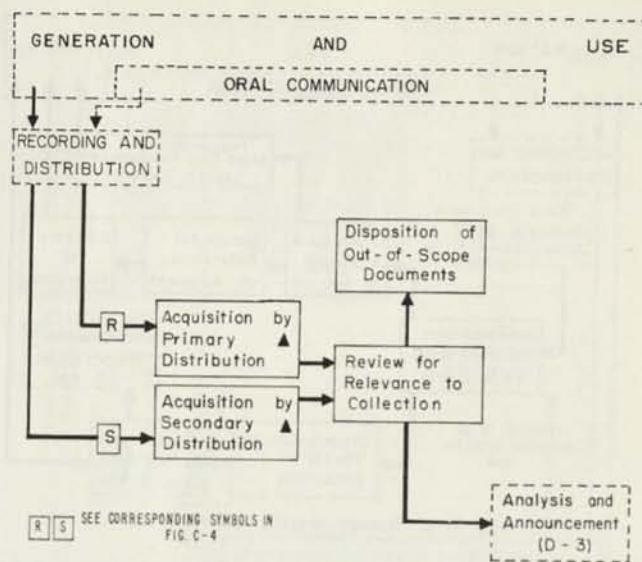 GENERATION AND USE
ORAL COMMUNICATION
RECORDING AND
DISTRIBUTION
Disposition of
Out-of-Scope
Documents
R
Acquisition by
Primary
Distribution
Review for
Relevance to
Collection
S
Acquisition by
Secondary
Distribution
R S SEE CORRESPONDING SYMBOLS IN
FIG. C-4
Analysis and
Announcement
(D-3)